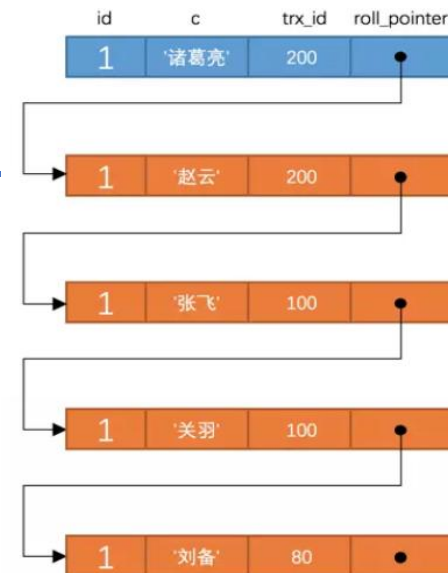 id c trx_id roll_pointer
1 '诸葛亮' 200
1 '赵云' 200
1 '张飞' 100
1 '关羽' 100
1 '刘备' 80